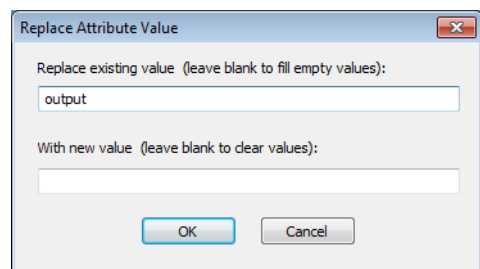 Replace Attribute Value
Replace existing value (leave blank to fill empty values):
output
With new value (leave blank to clear values):
OK Cancel